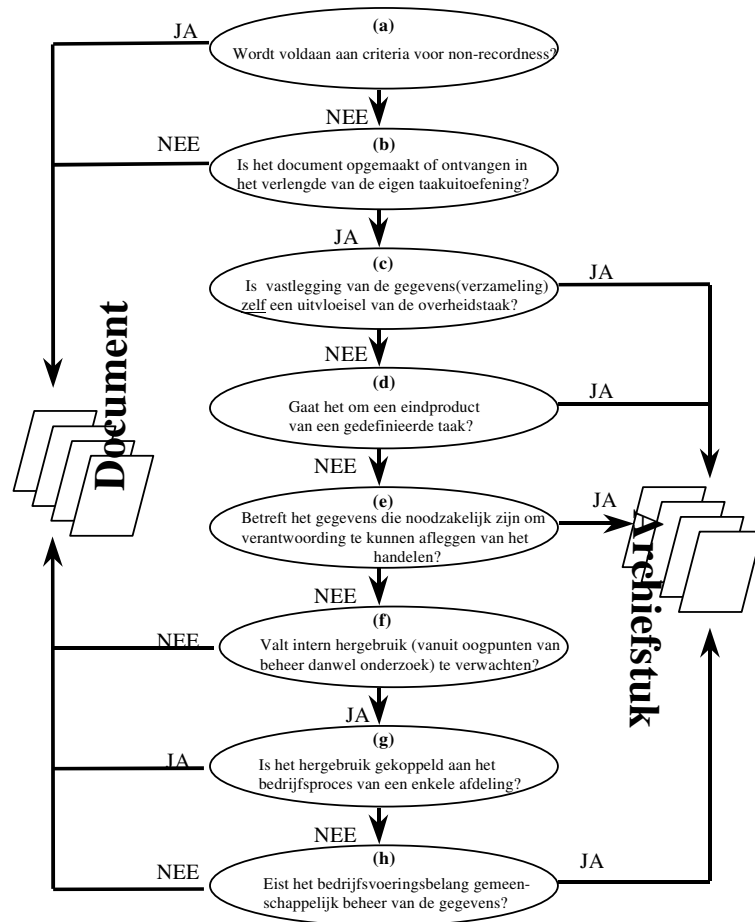 (a)
JA
Wordt voldaan aan criteria voor non-recordness?
NEE
(b)
NEE
Is het document opgemaakt of ontvangen in
het verlengde van de eigen taakuitoefening?
JA
(c)
JA
Is vastlegging van de gegevens(verzameling)
zelf een uitvloeisel van de overheidstaak?
NEE
(d)
JA
Gaat het om een eindproduct
van een gedefinieerde taak?
Document
NEE
(e)
JA
Betreft het gegevens die noodzakelijk zijn om
verantwoording te kunnen afleggen van het
handelen?
Archiefstuk
NEE
(f)
NEE
Valt intern hergebruik (vanuit oogpunten van
beheer danwel onderzoek) te verwachten?
JA
(g)
JA
Is het hergebruik gekoppeld aan het
bedrijfsproces van een enkele afdeling?
NEE
(h)
NEE
JA
Eist het bedrijfsvoeringsbelang gemeen-
schappelijk beheer van de gegevens?